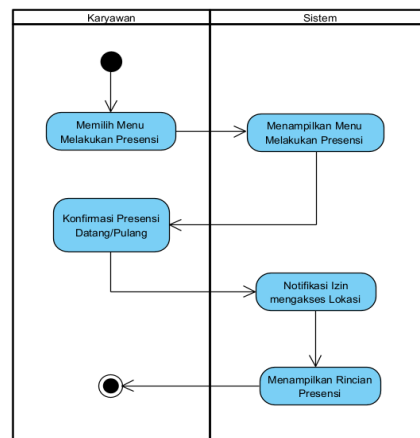 Karyawan
Sistem
Memilih Menu
Melakukan Presensi
Menampilkan Menu
Melakukan Presensi
Konfirmasi Presensi
Datang/Pulang
Notifikasi Izin
mengakses Lokasi
Menampilkan Rincian
Presensi